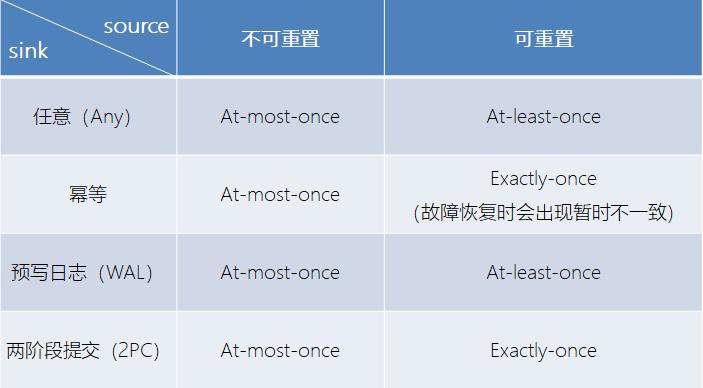 source
sink
不可重置
可重置
任意（Any）
At-most-once
At-least-once
幂等
At-most-once
Exactly-once
（故障恢复时会出现暂时不一致）
预写日志（WAL）
At-most-once
At-least-once
两阶段提交（2PC）
At-most-once
Exactly-once